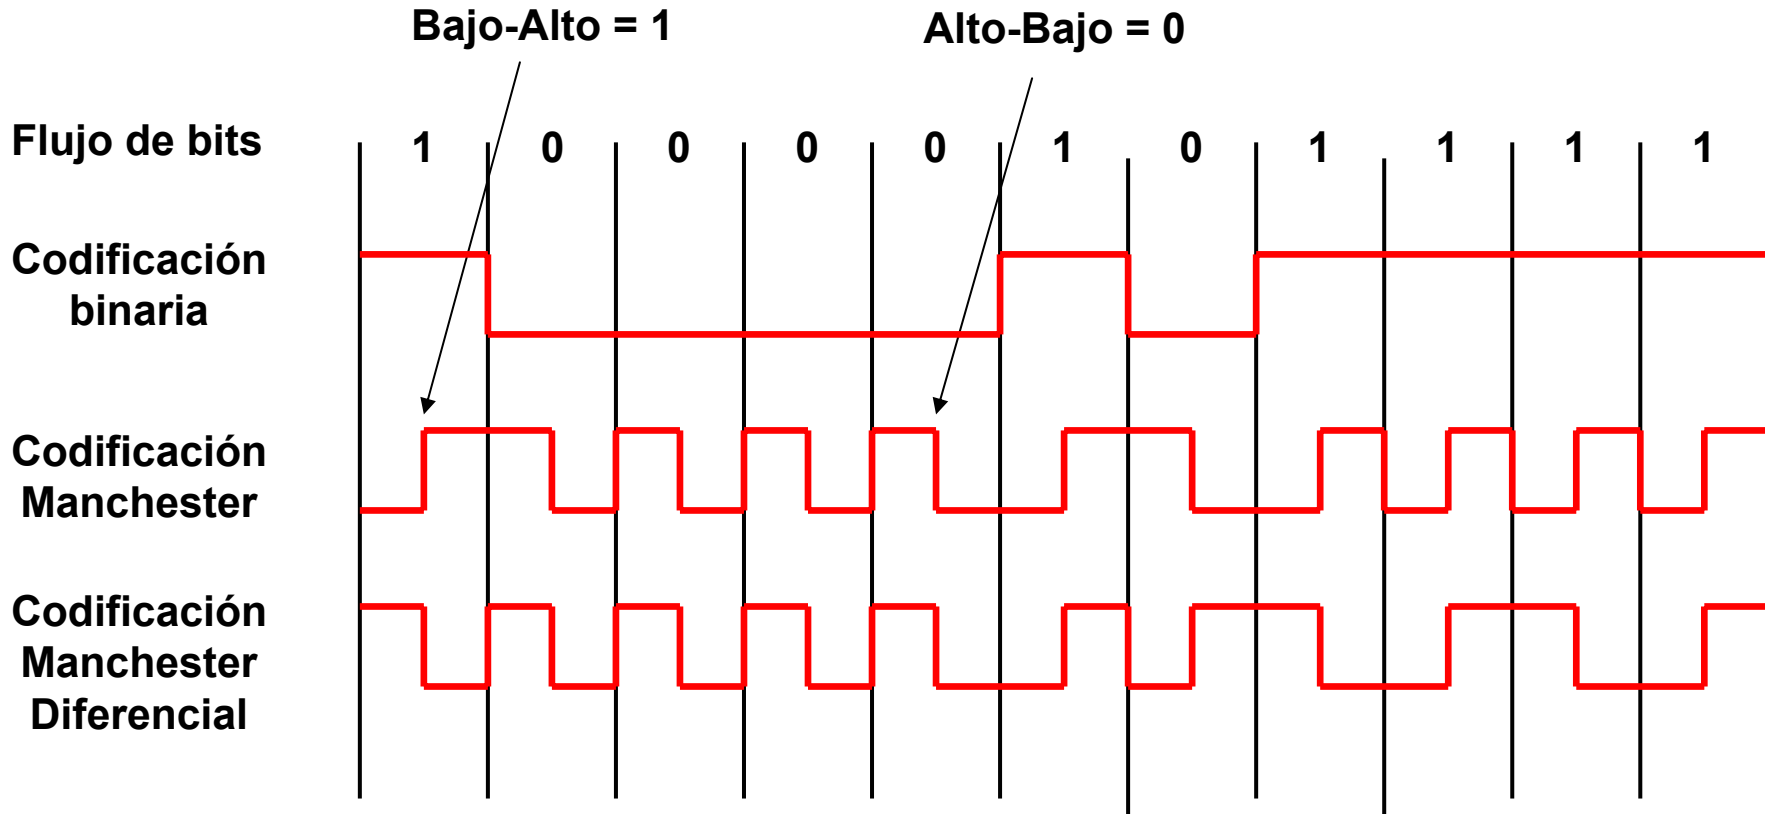 Bajo-Alto = 1
Alto-Bajo = 0
Flujo de bits 1 0 0 0 0 1 0 1 1 1 1
Codificación
binaria
Codificación
Manchester
Codificación
Manchester
Diferencial